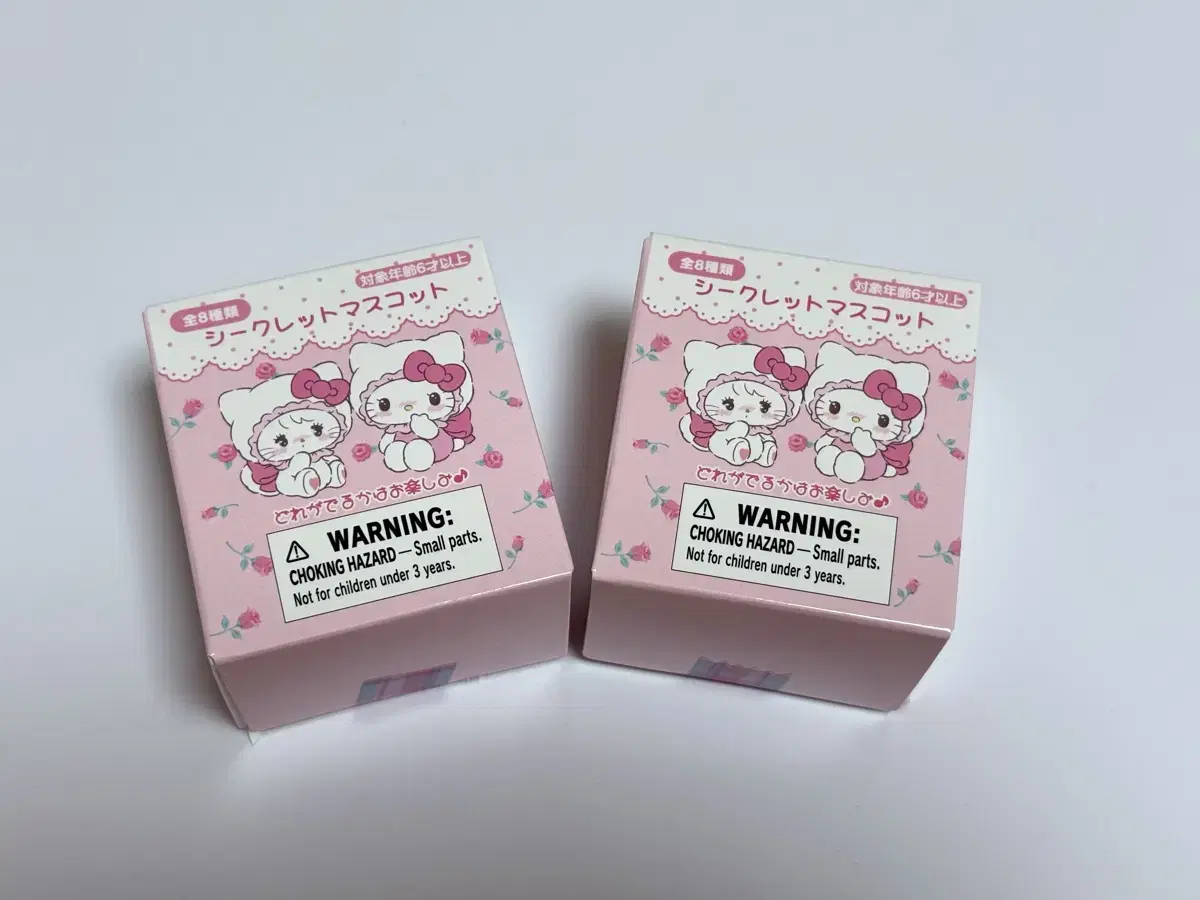 全8種類
対象年齢6才以上
シークレットマスコット
どれがでるかはお楽しみ♪
WARNING:
CHOKING HAZARD — Small parts.
Not for children under 3 years.
全8種類
対象年齢6才以上
シークレットマスコット
どれがでるかはお楽しみ♪
WARNING:
CHOKING HAZARD — Small parts.
Not for children under 3 years.